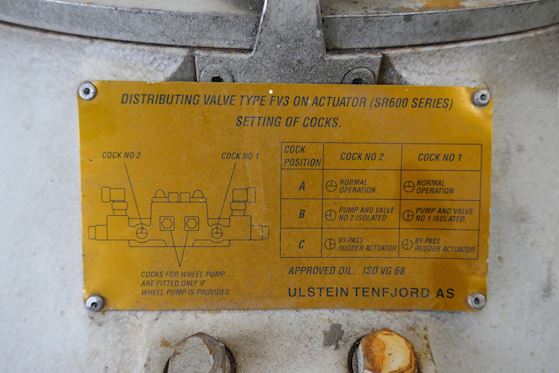 DISTRIBUTING VALVE TYPE FV3 ON ACTUATOR (SR600 SERIES)
SETTING OF COCKS.
COCK NO 2
COCK NO 1
COCKS FOR WHEEL PUMP
ARE FITTED ONLY IF
WHEEL PUMP IS PROVIDED.
COCK POSITION COCK NO 2 COCK NO 1
A NORMAL OPERATION NORMAL OPERATION
B PUMP AND VALVE NO 2 ISOLATED PUMP AND VALVE NO 1 ISOLATED
C BY-PASS RUDDER ACTUATOR BY-PASS RUDDER ACTUATOR
APPROVED OIL: ISO VG 68
ULSTEIN TENFJORD AS